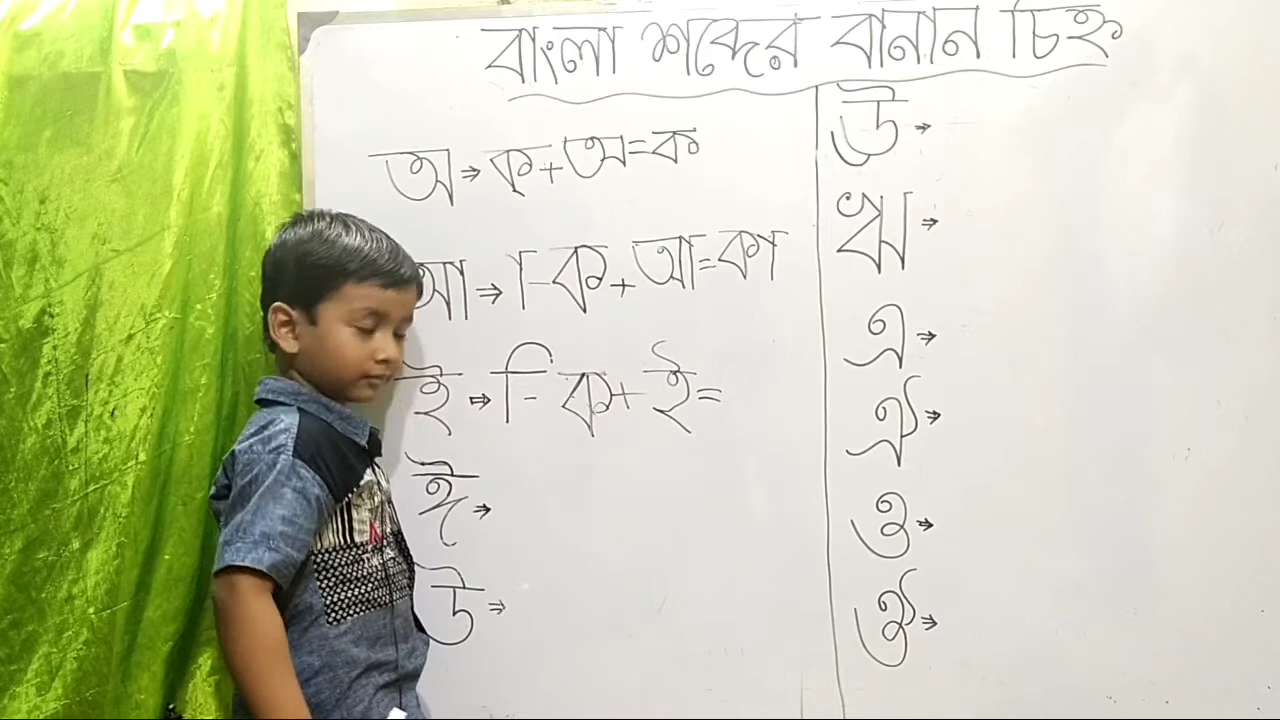 বাংলা শব্দের বানান চিহ্ন
অ ⇒ ক্ + অ = ক
আ ⇒ া - ক + আ = কা
ই ⇒ ি - ক + ই =
ঈ →
উ ⇒
ঊ →
ঋ →
এ →
ঐ →
ও →
ঔ →